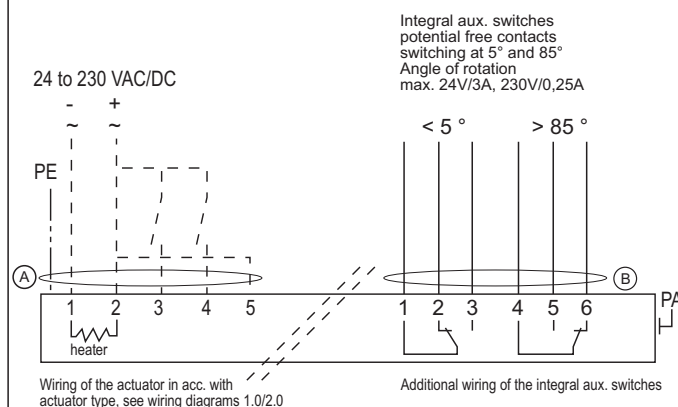 Integral aux. switches
potential free contacts
switching at 5° and 85°
Angle of rotation
max. 24V/3A, 230V/0,25A
24 to 230 VAC/DC
- +
~ ~
< 5 ° > 85 °
PE
A
B
1 2 3 4 5
1 2 3 4 5 6
PA
heater
Wiring of the actuator in acc. with
actuator type, see wiring diagrams 1.0/2.0
Additional wiring of the integral aux. switches